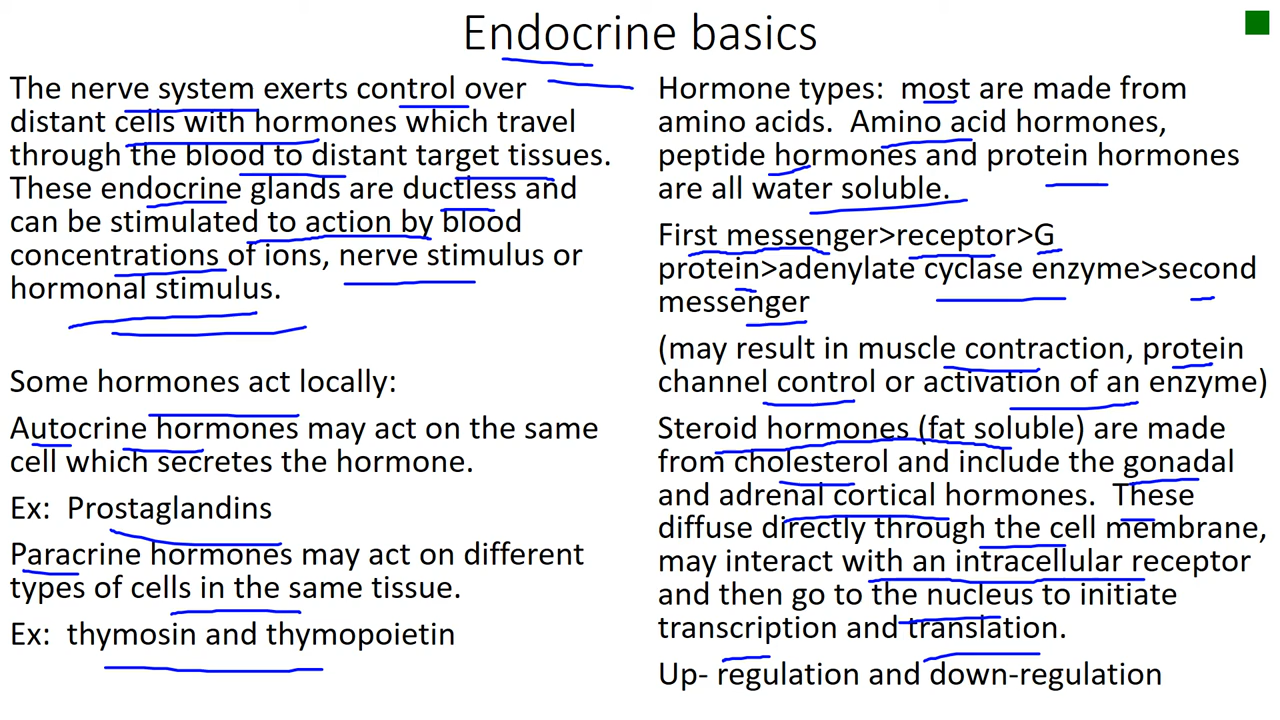 Endocrine basics
The nerve system exerts control over
distant cells with hormones which travel
through the blood to distant target tissues.
These endocrine glands are ductless and
can be stimulated to action by blood
concentrations of ions, nerve stimulus or
hormonal stimulus.
Some hormones act locally:
Autocrine hormones may act on the same
cell which secretes the hormone.
Ex:  Prostaglandins
Paracrine hormones may act on different
types of cells in the same tissue.
Ex:  thymosin and thymopoietin
Hormone types:  most are made from
amino acids.  Amino acid hormones,
peptide hormones and protein hormones
are all water soluble.
First messenger>receptor>G
protein>adenylate cyclase enzyme>second
messenger
(may result in muscle contraction, protein
channel control or activation of an enzyme)
Steroid hormones (fat soluble) are made
from cholesterol and include the gonadal
and adrenal cortical hormones.  These
diffuse directly through the cell membrane,
may interact with an intracellular receptor
and then go to the nucleus to initiate
transcription and translation.
Up- regulation and down-regulation